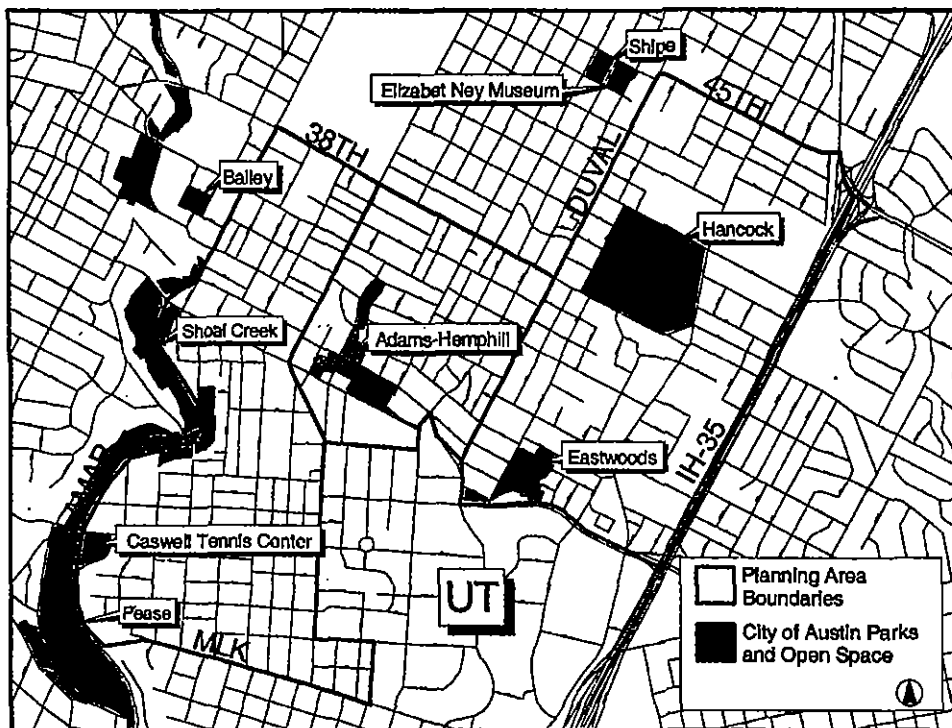 Shipe
Elizabet Ney Museum
45TH
38TH
DUVAL
Bailey
Hancock
Shoal Creek
Adams-Hemphill
IH-35
Eastwoods
Caswell Tennis Center
UT
Pease
MLK
Planning Area
Boundaries
City of Austin Parks
and Open Space